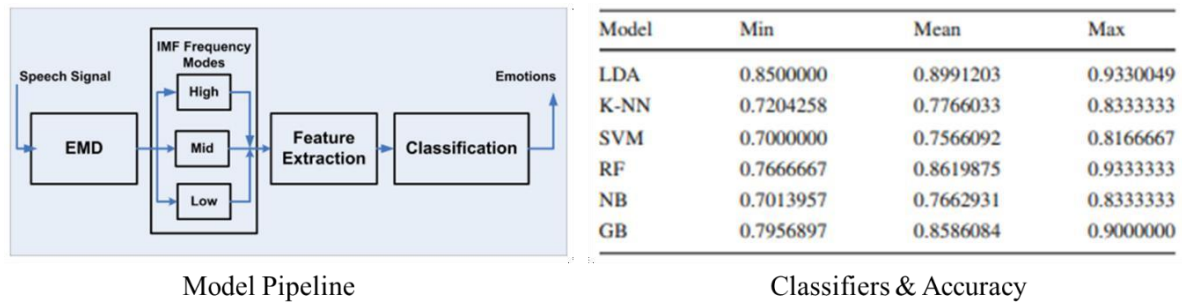 IMF Frequency
Modes
Speech Signal
High
Mid
Low
EMD
Feature
Extraction
Classification
Emotions
Model Pipeline
Model Min Mean Max
LDA 0.8500000 0.8991203 0.9330049
K-NN 0.7204258 0.7766033 0.8333333
SVM 0.7000000 0.7566092 0.8166667
RF 0.7666667 0.8619875 0.9333333
NB 0.7013957 0.7662931 0.8333333
GB 0.7956897 0.8586084 0.9000000
Classifiers & Accuracy